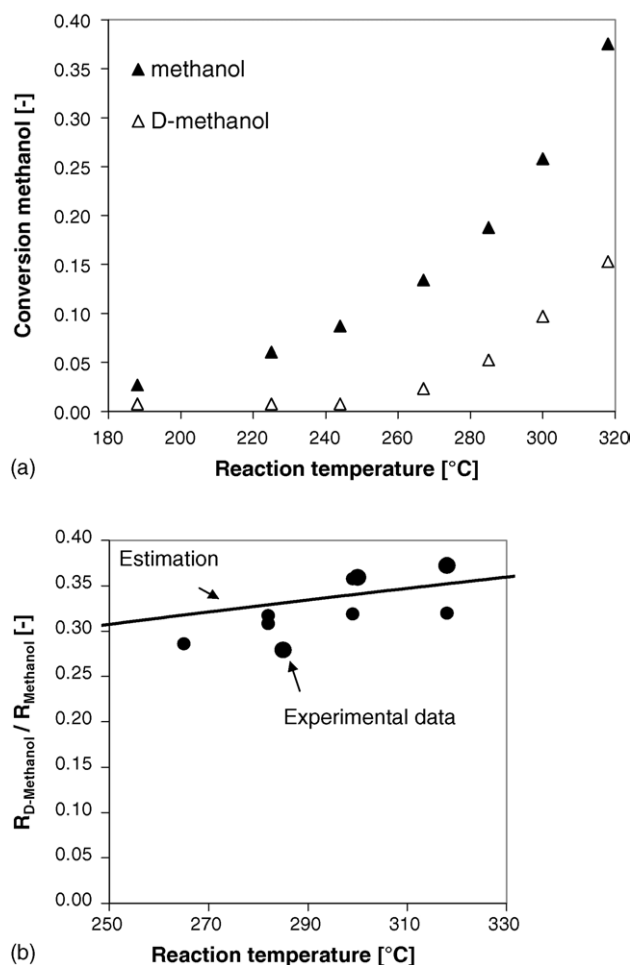 0.40
▲ methanol
0.35
△ D-methanol
0.30
0.25
0.20
0.15
0.10
0.05
0.00
Conversion methanol [-]
180 200 220 240 260 280 300 320
(a) Reaction temperature [°C]
0.40
Estimation
0.35
0.30
0.25
Experimental data
0.20
0.15
0.10
0.05
0.00
R_D-Methanol / R_Methanol [-]
250 270 290 310 330
(b) Reaction temperature [°C]